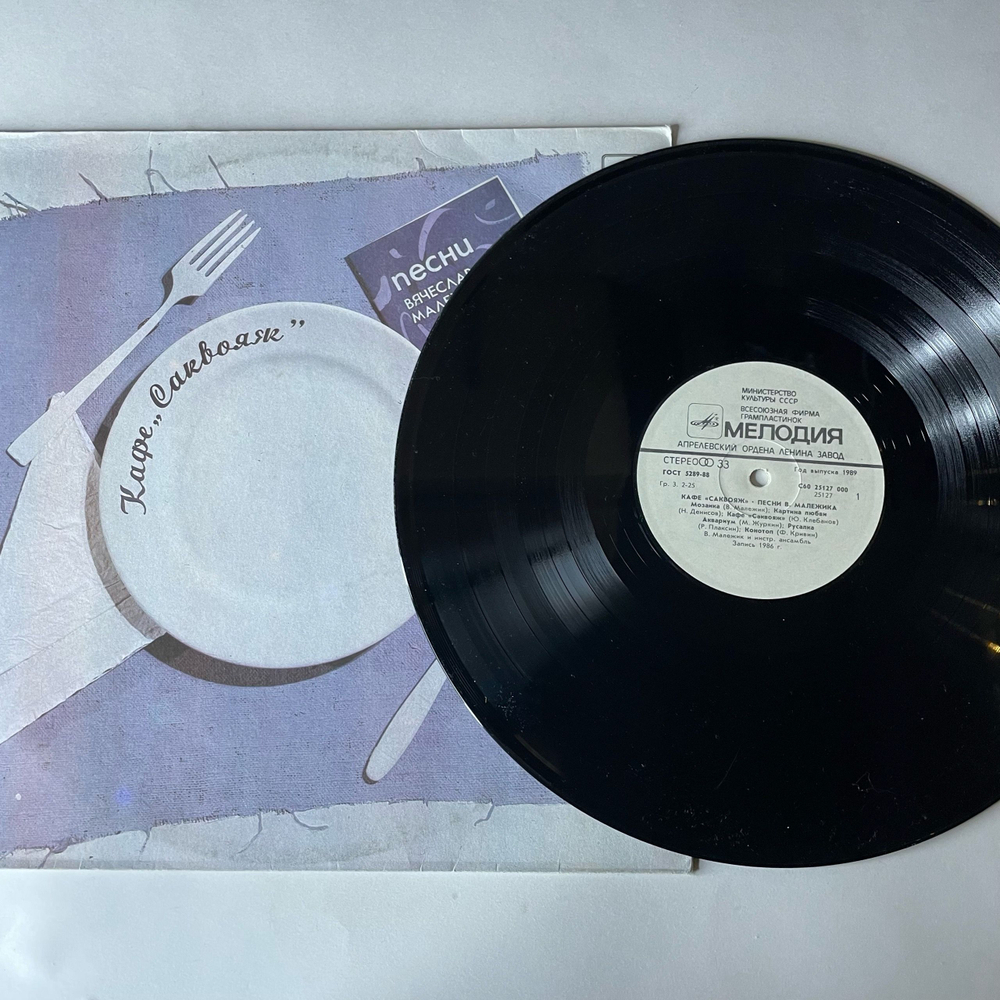 песни
ВЯЧЕСЛАВ
Кафе „Саквояж”
МИНИСТЕРСТВО
КУЛЬТУРЫ СССР
ВСЕСОЮЗНАЯ ФИРМА
ГРАМПЛАСТИНОК
МЕЛОДИЯ
АПРЕЛЕВСКИЙ ОРДЕНА ЛЕНИНА ЗАВОД
СТЕРЕО 33
Год выпуска 1989
ГОСТ 5289-88
С60 25127 000
Гр. 3. 2-25
25127
1
КАФЕ «САКВОЯЖ» - ПЕСНИ В. МАЛЕЖИКА
Мозаика (В. Малежик); Картина любви
(Н. Денисов); Кафе «Саквояж» (Ю. Клебанов)
Аквариум (М. Журкин); Русалка
(Р. Плаксин); Конотоп (Ф. Кривин)
В. Малежик и инстр. ансамбль
Запись 1986 г.